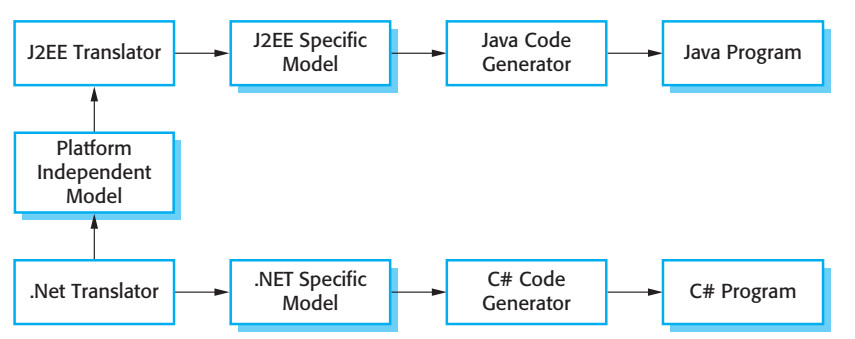 J2EE Translator
J2EE Specific
Model
Java Code
Generator
Java Program
Platform
Independent
Model
.Net Translator
.NET Specific
Model
C# Code
Generator
C# Program